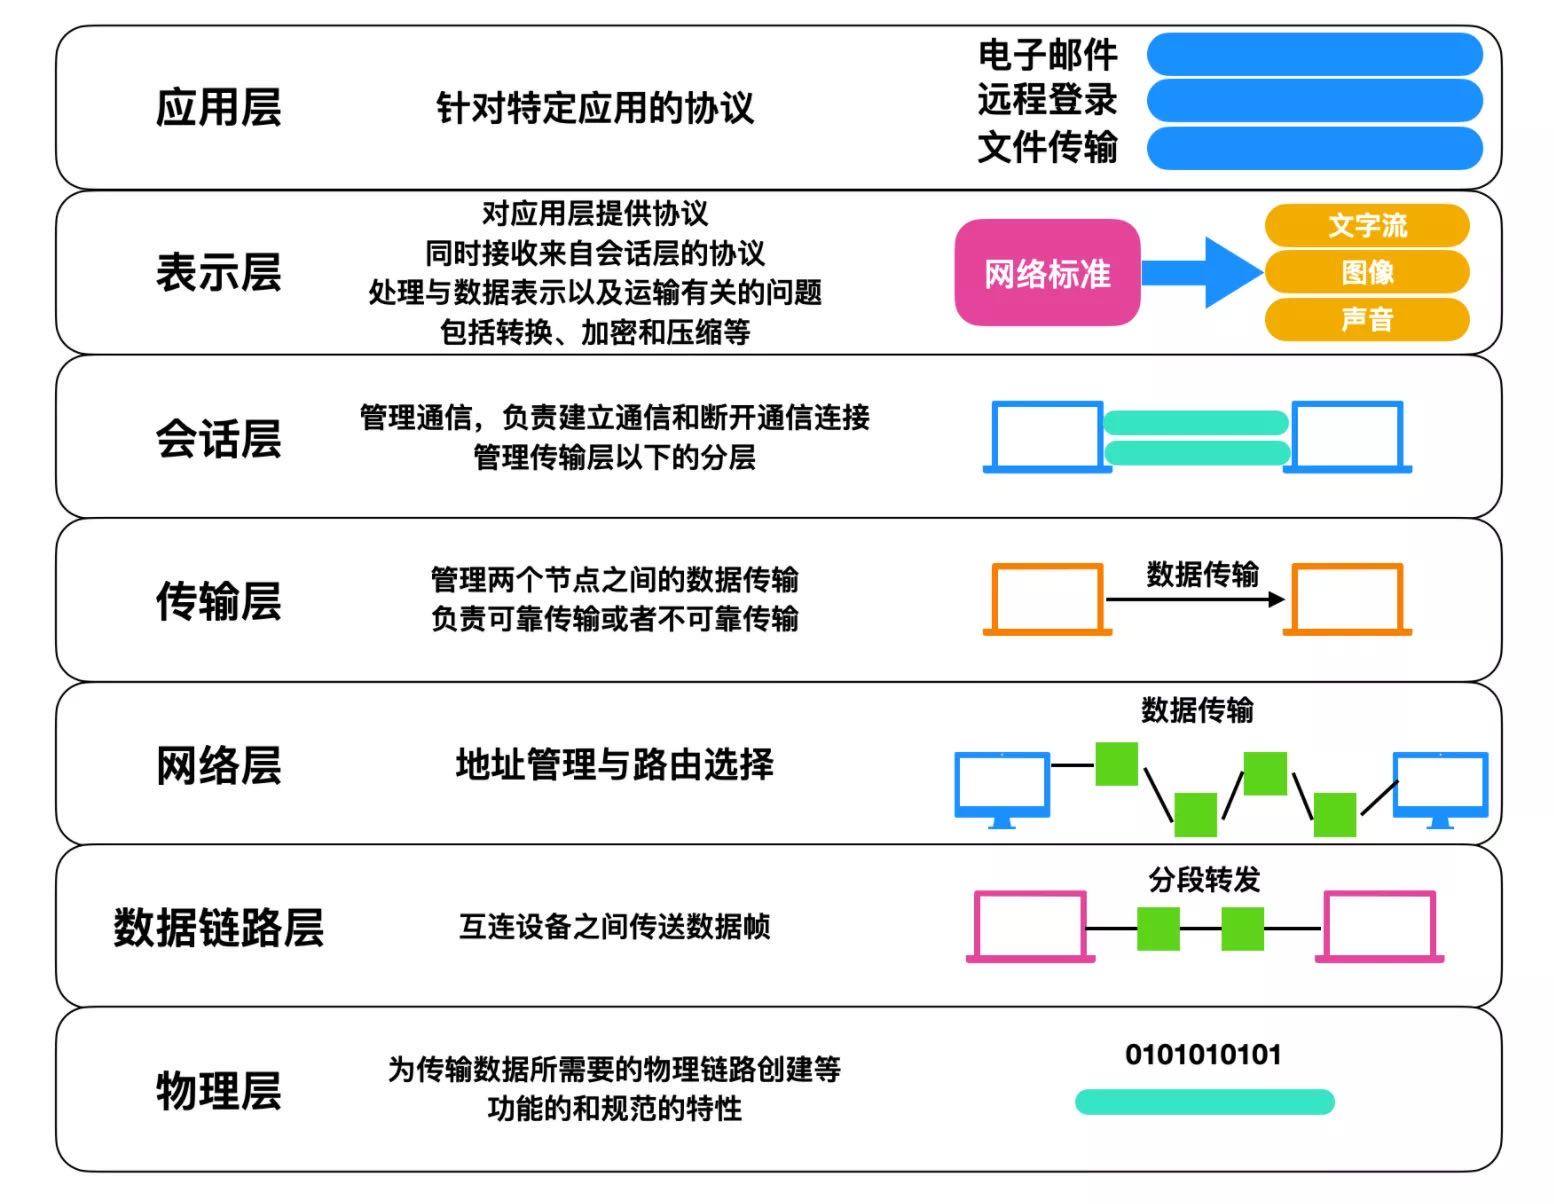 应用层
针对特定应用的协议
电子邮件
远程登录
文件传输
表示层
对应用层提供协议
同时接收来自会话层的协议
处理与数据表示以及运输有关的问题
包括转换、加密和压缩等
网络标准
文字流
图像
声音
会话层
管理通信，负责建立通信和断开通信连接
管理传输层以下的分层
传输层
管理两个节点之间的数据传输
负责可靠传输或者不可靠传输
数据传输
网络层
地址管理与路由选择
数据传输
数据链路层
互连设备之间传送数据帧
分段转发
物理层
为传输数据所需要的物理链路创建等
功能的和规范的特性
0101010101